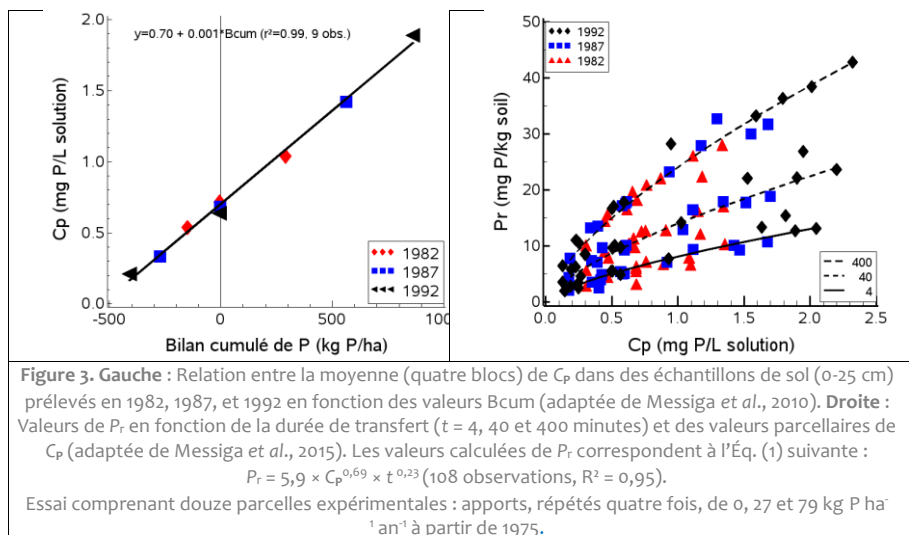 y=0.70 + 0.001*Bcum (r²=0.99, 9 obs.)
2.0
1.5
1.0
0.5
0.0
Cp (mg P/L solution)
-500
0
500
100
Bilan cumulé de P (kg P/ha)
1982
1987
1992
1992
1987
1982
50
40
30
20
10
0
Pr (mg P/kg soil)
0.0
0.5
1.0
1.5
2.0
2.5
Cp (mg P/L solution)
400
40
4
Figure 3. Gauche : Relation entre la moyenne (quatre blocs) de CP dans des échantillons de sol (0-25 cm)
prélevés en 1982, 1987, et 1992 en fonction des valeurs Bcum (adaptée de Messiga et al., 2010). Droite :
Valeurs de Pr en fonction de la durée de transfert (t = 4, 40 et 400 minutes) et des valeurs parcellaires de
CP (adaptée de Messiga et al., 2015). Les valeurs calculées de Pr correspondent à l'Éq. (1) suivante :
Pr = 5,9 × CP^0,69 × t^0,23 (108 observations, R² = 0,95).
Essai comprenant douze parcelles expérimentales : apports, répétés quatre fois, de 0, 27 et 79 kg P ha⁻
¹ an⁻¹ à partir de 1975.